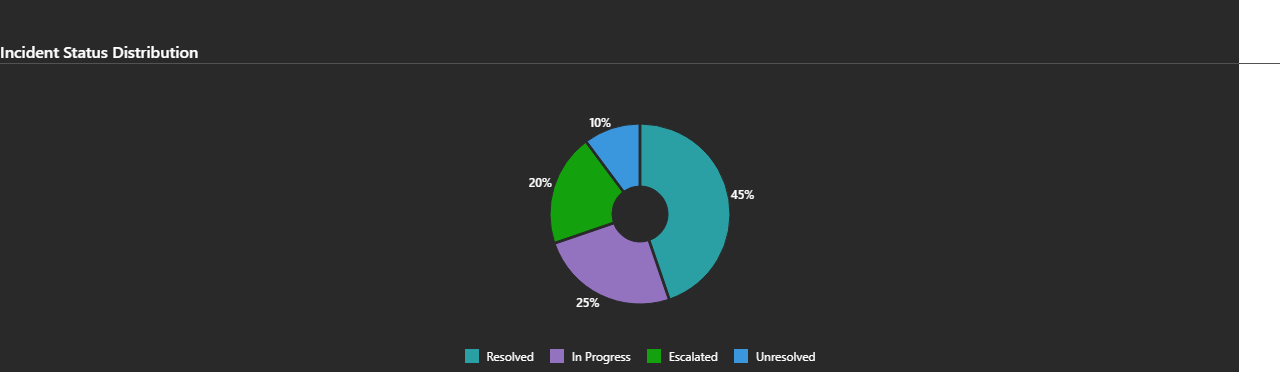 Incident Status Distribution
10%
20%
45%
25%
Resolved In Progress Escalated Unresolved